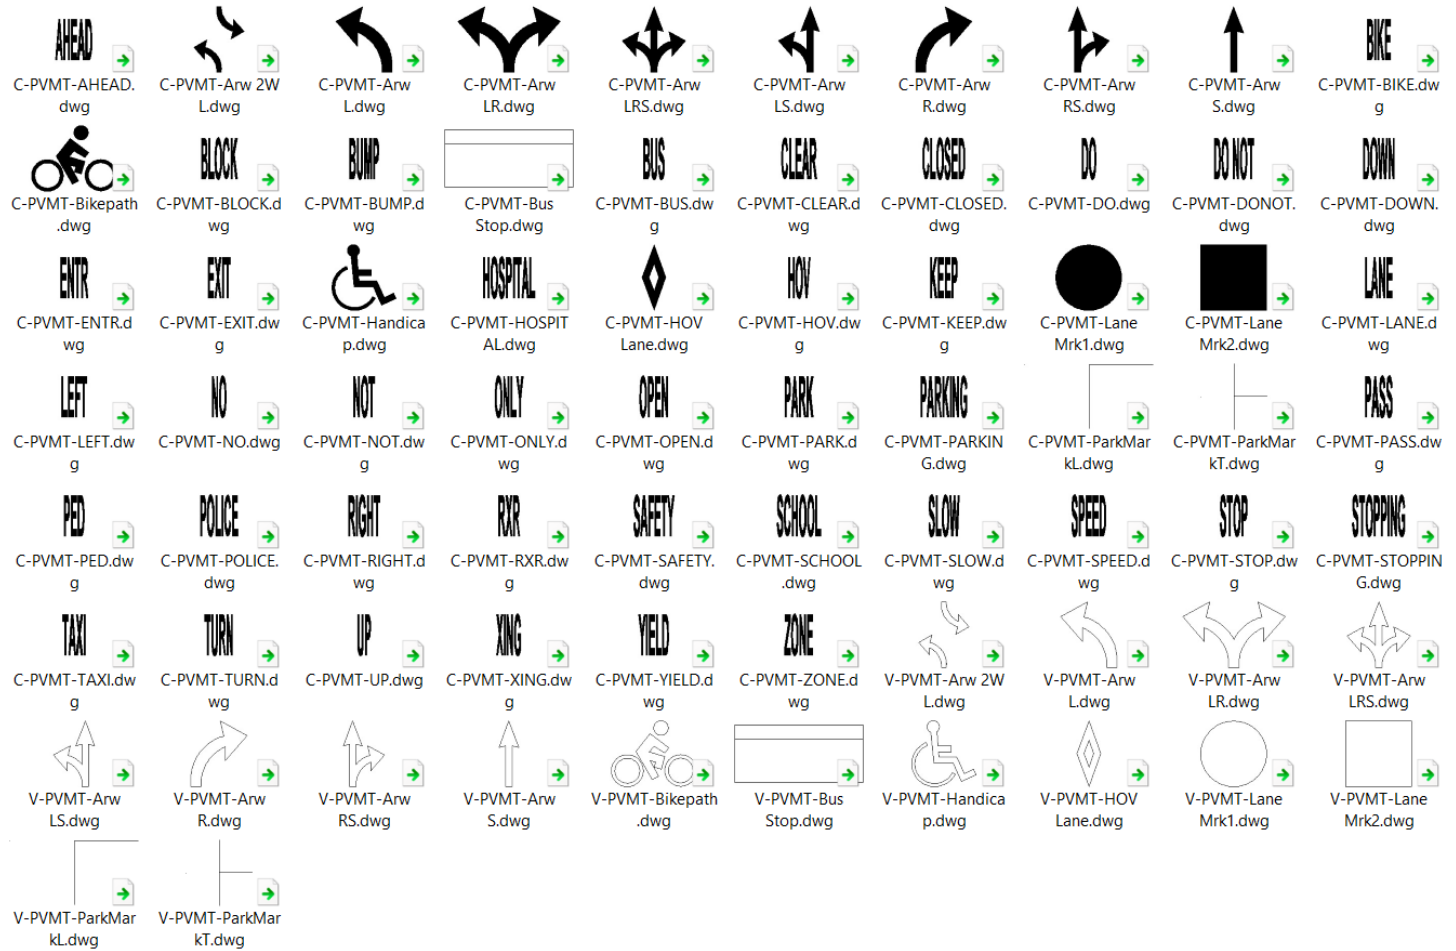 AHEAD
BIKE
C-PVMT-AHEAD.
dwg
C-PVMT-Arw 2W
L.dwg
C-PVMT-Arw
L.dwg
C-PVMT-Arw
LR.dwg
C-PVMT-Arw
LRS.dwg
C-PVMT-Arw
LS.dwg
C-PVMT-Arw
R.dwg
C-PVMT-Arw
RS.dwg
C-PVMT-Arw
S.dwg
C-PVMT-BIKE.dw
g
BLOCK
BUMP
BUS
CLEAR
CLOSED
DO
DO NOT
DOWN
C-PVMT-Bikepath
.dwg
C-PVMT-BLOCK.d
wg
C-PVMT-BUMP.d
wg
C-PVMT-Bus
Stop.dwg
C-PVMT-BUS.dw
g
C-PVMT-CLEAR.d
wg
C-PVMT-CLOSED.
dwg
C-PVMT-DO.dwg
C-PVMT-DONOT.
dwg
C-PVMT-DOWN.
dwg
ENTR
EXIT
HOSPITAL
HOV
KEEP
LANE
C-PVMT-ENTR.d
wg
C-PVMT-EXIT.dw
g
C-PVMT-Handica
p.dwg
C-PVMT-HOSPIT
AL.dwg
C-PVMT-HOV
Lane.dwg
C-PVMT-HOV.dw
g
C-PVMT-KEEP.dw
g
C-PVMT-Lane
Mrk1.dwg
C-PVMT-Lane
Mrk2.dwg
C-PVMT-LANE.d
wg
LEFT
NO
NOT
ONLY
OPEN
PARK
PARKING
PASS
C-PVMT-LEFT.dw
g
C-PVMT-NO.dwg
C-PVMT-NOT.dw
g
C-PVMT-ONLY.d
wg
C-PVMT-OPEN.d
wg
C-PVMT-PARK.d
wg
C-PVMT-PARKIN
G.dwg
C-PVMT-ParkMar
kL.dwg
C-PVMT-ParkMar
kT.dwg
C-PVMT-PASS.dw
g
PED
POLICE
RIGHT
RXR
SAFETY
SCHOOL
SLOW
SPEED
STOP
STOPPING
C-PVMT-PED.dw
g
C-PVMT-POLICE.
dwg
C-PVMT-RIGHT.d
wg
C-PVMT-RXR.dw
g
C-PVMT-SAFETY.
dwg
C-PVMT-SCHOOL
.dwg
C-PVMT-SLOW.d
wg
C-PVMT-SPEED.d
wg
C-PVMT-STOP.dw
g
C-PVMT-STOPPIN
G.dwg
TAXI
TURN
UP
XING
YIELD
ZONE
C-PVMT-TAXI.dw
g
C-PVMT-TURN.d
wg
C-PVMT-UP.dwg
C-PVMT-XING.dw
g
C-PVMT-YIELD.d
wg
C-PVMT-ZONE.d
wg
V-PVMT-Arw 2W
L.dwg
V-PVMT-Arw
L.dwg
V-PVMT-Arw
LR.dwg
V-PVMT-Arw
LRS.dwg
V-PVMT-Arw
LS.dwg
V-PVMT-Arw
R.dwg
V-PVMT-Arw
RS.dwg
V-PVMT-Arw
S.dwg
V-PVMT-Bikepath
.dwg
V-PVMT-Bus
Stop.dwg
V-PVMT-Handica
p.dwg
V-PVMT-HOV
Lane.dwg
V-PVMT-Lane
Mrk1.dwg
V-PVMT-Lane
Mrk2.dwg
V-PVMT-ParkMar
kL.dwg
V-PVMT-ParkMar
kT.dwg